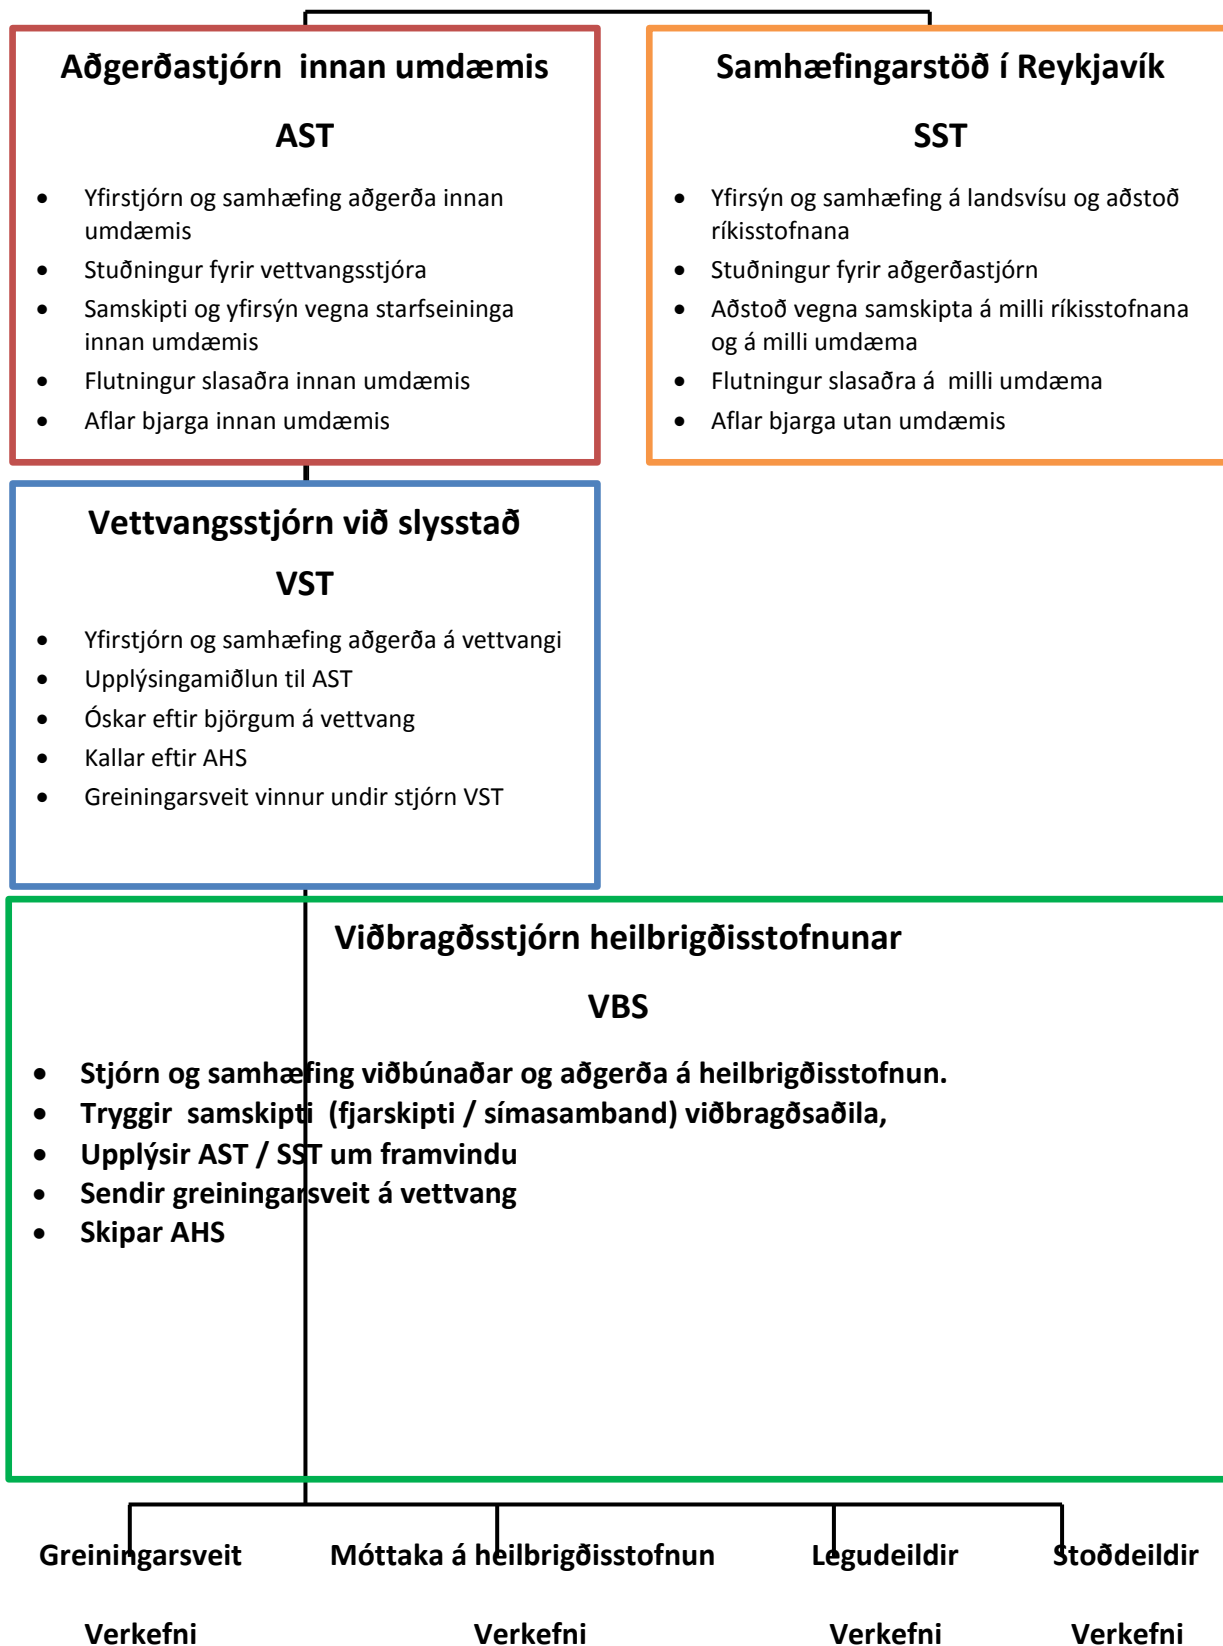 Aðgerðastjórn innan umdæmis
AST
• Yfirstjórn og samhæfing aðgerða innan
umdæmis
• Stuðningur fyrir vettvangsstjóra
• Samskipti og yfirsýn vegna starfseininga
innan umdæmis
• Flutningur slasaðra innan umdæmis
• Aflar bjarga innan umdæmis
Samhæfingarstöð í Reykjavík
SST
• Yfirsýn og samhæfing á landsvísu og aðstoð
ríkisstofnana
• Stuðningur fyrir aðgerðastjórn
• Aðstoð vegna samskipta á milli ríkisstofnana
og á milli umdæma
• Flutningur slasaðra á milli umdæma
• Aflar bjarga utan umdæmis
Vettvangsstjórn við slysstað
VST
• Yfirstjórn og samhæfing aðgerða á vettvangi
• Upplýsingamiðlun til AST
• Óskar eftir björgum á vettvang
• Kallar eftir AHS
• Greiningarsveit vinnur undir stjórn VST
Viðbragðsstjórn heilbrigðisstofnunar
VBS
• Stjórn og samhæfing viðbúnaðar og aðgerða á heilbrigðisstofnun.
• Tryggir samskipti (fjarskipti / símasamband) viðbragðsaðila,
• Upplýsir AST / SST um framvindu
• Sendir greiningarsveit á vettvang
• Skipar AHS
Greiningarsveit Móttaka á heilbrigðisstofnun Legudeildir Stoðdeildir
Verkefni Verkefni Verkefni Verkefni